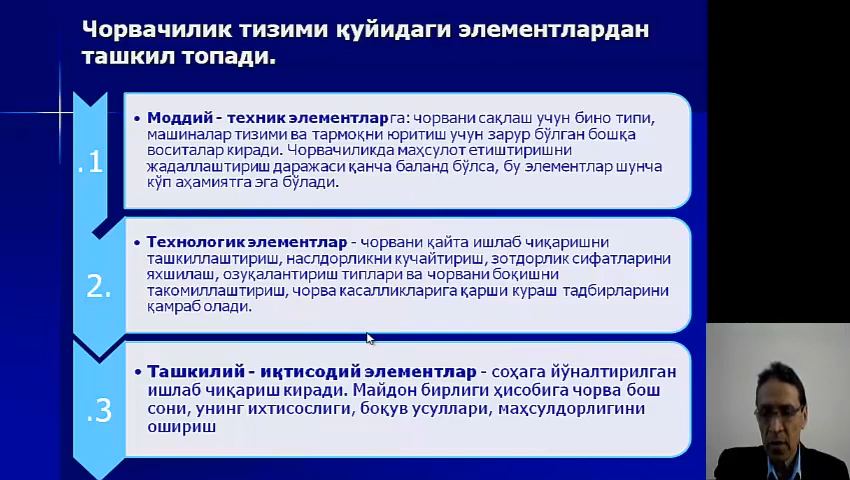 Чорвачилик тизими қуйидаги элементлардан
ташкил топади.
.1
• Моддий - техник элементларга: чорвани сақлаш учун бино типи,
машиналар тизими ва тармоқни юритиш учун зарур бўлган бошқа
воситалар киради. Чорвачиликда маҳсулот етиштиришни
жадаллаштириш даражаси қанча баланд бўлса, бу элементлар шунча
кўп аҳамиятга эга бўлади.
2.
• Технологик элементлар - чорвани қайта ишлаб чиқаришни
ташкиллаштириш, наслдорликни кучайтириш, зотдорлик сифатларини
яхшилаш, озуқалантириш типлари ва чорвани боқишни
такомиллаштириш, чорва касалликларига қарши кураш тадбирларини
қамраб олади.
.3
• Ташкилий - иқтисодий элементлар - соҳага йўналтирилган
ишлаб чиқариш киради. Майдон бирлиги ҳисобига чорва бош
сони, унинг ихтисослиги, боқув усуллари, маҳсулдорлигини
ошириш